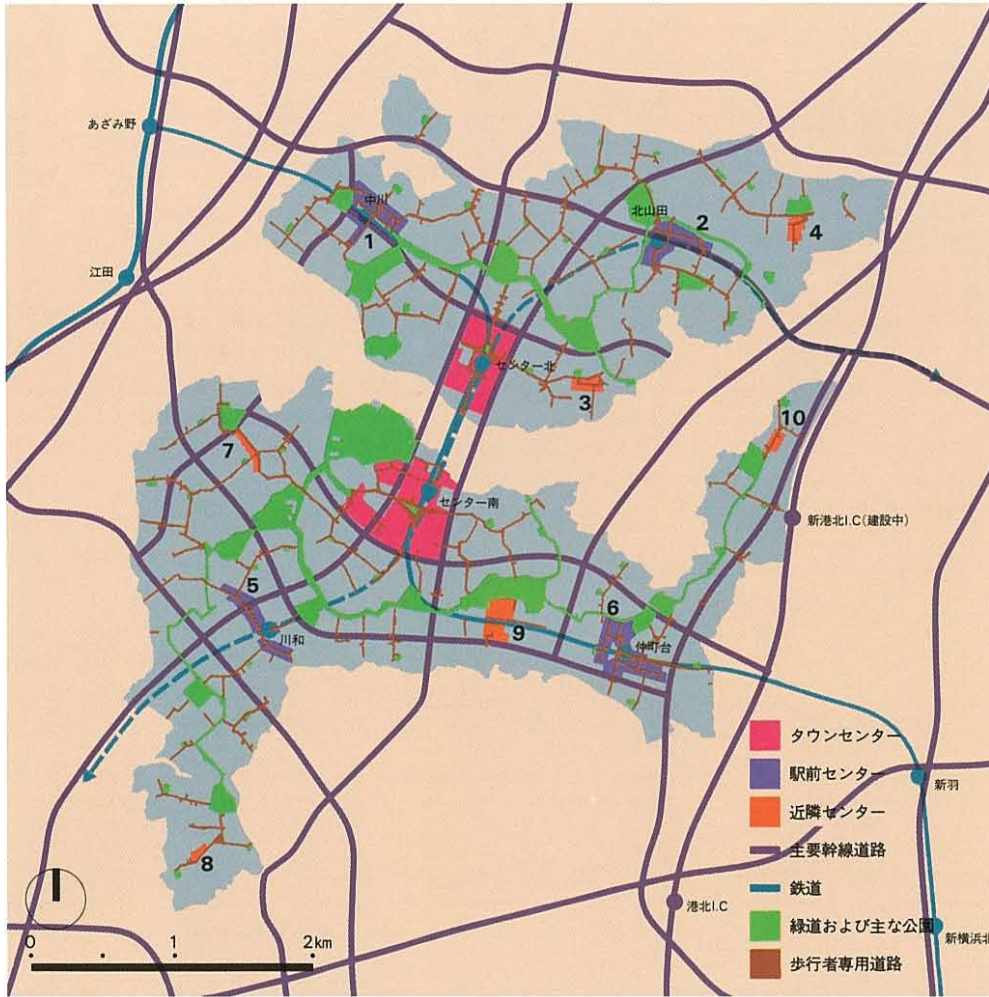 あざみ野
中川
北山田
2
4
1
江田
センター北
3
10
7
センター南
新港北I.C(建設中)
5
6
川和
9
仲町台
タウンセンター
駅前センター
新羽
近隣センター
主要幹線道路
8
鉄道
港北I.C
緑道および主な公園
新横浜北
0
1
2km
歩行者専用道路